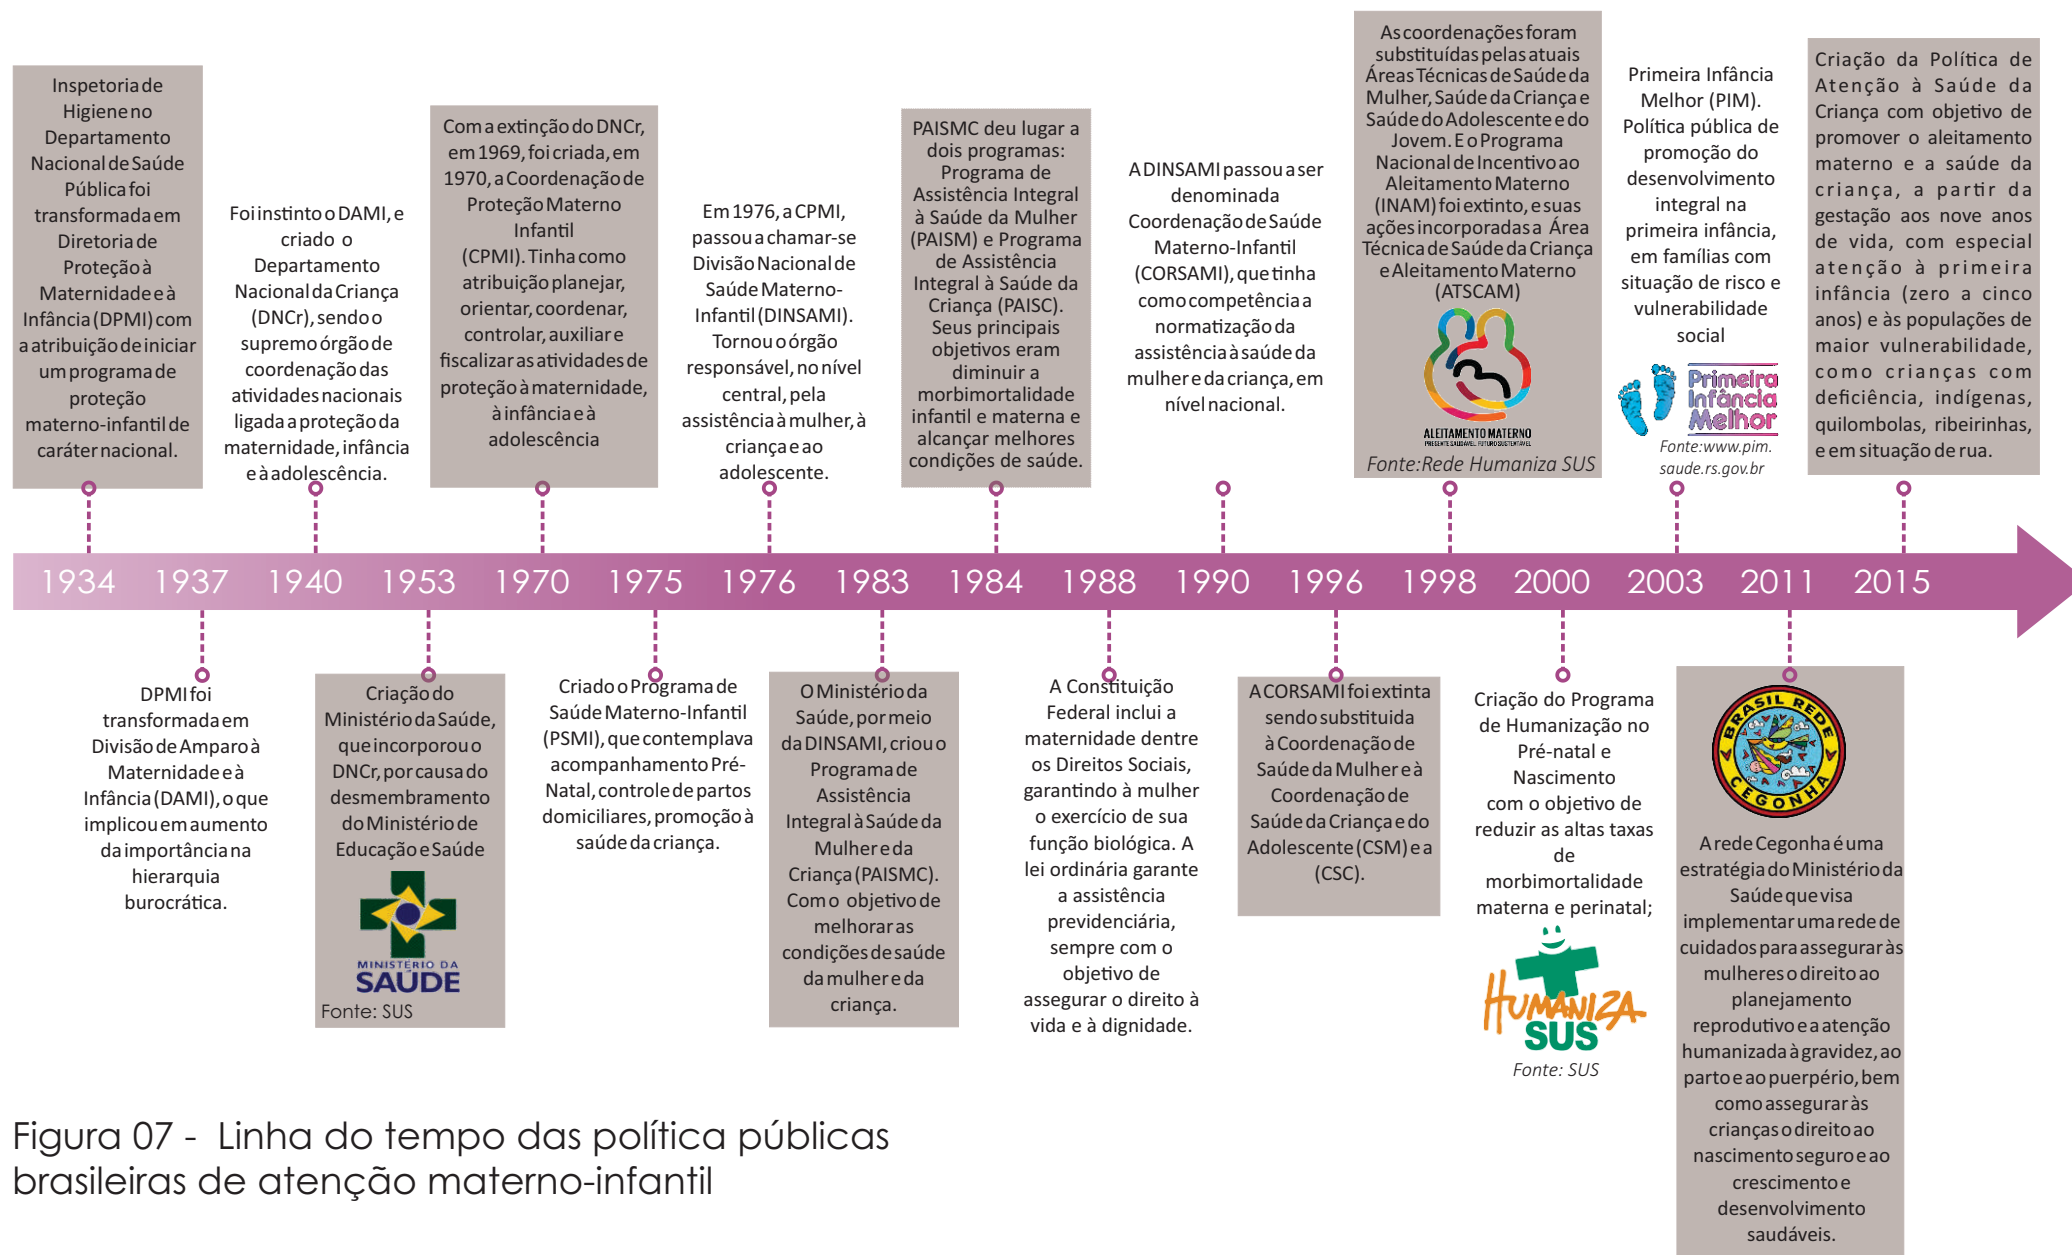 Inspetoria de
Higiene no
Departamento
Nacional de Saúde
Pública foi
transformada em
Diretoria de
Proteção à
Maternidade e à
Infância (DPMI) com
a atribuição de iniciar
um programa de
proteção
materno-infantil de
caráter nacional.
Foi instinto o DAMI, e
criado o
Departamento
Nacional da Criança
(DNCr), sendo o
supremo órgão de
coordenação das
atividades nacionais
ligada a proteção da
maternidade, infância
e à adolescência.
Com a extinção do DNCr,
em 1969, foi criada, em
1970, a Coordenação de
Proteção Materno
Infantil
(CPMI). Tinha como
atribuição planejar,
orientar, coordenar,
controlar, auxiliar e
fiscalizar as atividades de
proteção à maternidade,
à infância e à
adolescência
Em 1976, a CPMI,
passou a chamar-se
Divisão Nacional de
Saúde Materno-
Infantil (DINSAMI).
Tornou o órgão
responsável, no nível
central, pela
assistência à mulher, à
criança e ao
adolescente.
PAISMC deu lugar a
dois programas:
Programa de
Assistência Integral
à Saúde da Mulher
(PAISM) e Programa
de Assistência
Integral à Saúde da
Criança (PAISC).
Seus principais
objetivos eram
diminuir a
morbimortalidade
infantil e materna e
alcançar melhores
condições de saúde.
A DINSAMI passou a ser
denominada
Coordenação de Saúde
Materno-Infantil
(CORSAMI), que tinha
como competência a
normatização da
assistência à saúde da
mulher e da criança, em
nível nacional.
As coordenações foram
substituídas pelas atuais
Áreas Técnicas de Saúde da
Mulher, Saúde da Criança e
Saúde do Adolescente e do
Jovem. E o Programa
Nacional de Incentivo ao
Aleitamento Materno
(INAM) foi extinto, e suas
ações incorporadas a Área
Técnica de Saúde da Criança
e Aleitamento Materno
(ATSCAM)
ALEITAMENTO MATERNO
PRESENTE SAUDÁVEL, FUTURO SUSTENTÁVEL
Fonte:Rede Humaniza SUS
Primeira Infância
Melhor (PIM).
Política pública de
promoção do
desenvolvimento
integral na
primeira infância,
em famílias com
situação de risco e
vulnerabilidade
social
Primeira
Infância
Melhor
Fonte:www.pim.
saude.rs.gov.br
Criação da Política de
Atenção à Saúde da
Criança com objetivo de
promover o aleitamento
materno e a saúde da
criança, a partir da
gestação aos nove anos
de vida, com especial
atenção à primeira
infância (zero a cinco
anos) e às populações de
maior vulnerabilidade,
como crianças com
deficiência, indígenas,
quilombolas, ribeirinhas,
e em situação de rua.
1934 1937 1940 1953 1970 1975 1976 1983 1984 1988 1990 1996 1998 2000 2003 2011 2015
DPMI foi
transformada em
Divisão de Amparo à
Maternidade e à
Infância (DAMI), o que
implicou em aumento
da importância na
hierarquia
burocrática.
Criação do
Ministério da Saúde,
que incorporou o
DNCr, por causa do
desmembramento
do Ministério de
Educação e Saúde
MINISTÉRIO DA
SAÚDE
Fonte: SUS
Criado o Programa de
Saúde Materno-Infantil
(PSMI), que contemplava
acompanhamento Pré-
Natal, controle de partos
domiciliares, promoção à
saúde da criança.
O Ministério da
Saúde, por meio
da DINSAMI, criou o
Programa de
Assistência
Integral à Saúde da
Mulher e da
Criança (PAISMC).
Com o objetivo de
melhorar as
condições de saúde
da mulher e da
criança.
A Constituição
Federal inclui a
maternidade dentre
os Direitos Sociais,
garantindo à mulher
o exercício de sua
função biológica. A
lei ordinária garante
a assistência
previdenciária,
sempre com o
objetivo de
assegurar o direito à
vida e à dignidade.
A CORSAMI foi extinta
sendo substituida
à Coordenação de
Saúde da Mulher e à
Coordenação de
Saúde da Criança e do
Adolescente (CSM) e a
(CSC).
Criação do Programa
de Humanização no
Pré-natal e
Nascimento
com o objetivo de
reduzir as altas taxas
de
morbimortalidade
materna e perinatal;
HUMANIZA
SUS
Fonte: SUS
BRASIL REDE
CEGONHA
A rede Cegonha é uma
estratégia do Ministério da
Saúde que visa
implementar uma rede de
cuidados para assegurar às
mulheres o direito ao
planejamento
reprodutivo e a atenção
humanizada à gravidez, ao
parto e ao puerpério, bem
como assegurar às
crianças o direito ao
nascimento seguro e ao
crescimento e
desenvolvimento
saudáveis.
Figura 07 - Linha do tempo das política públicas
brasileiras de atenção materno-infantil